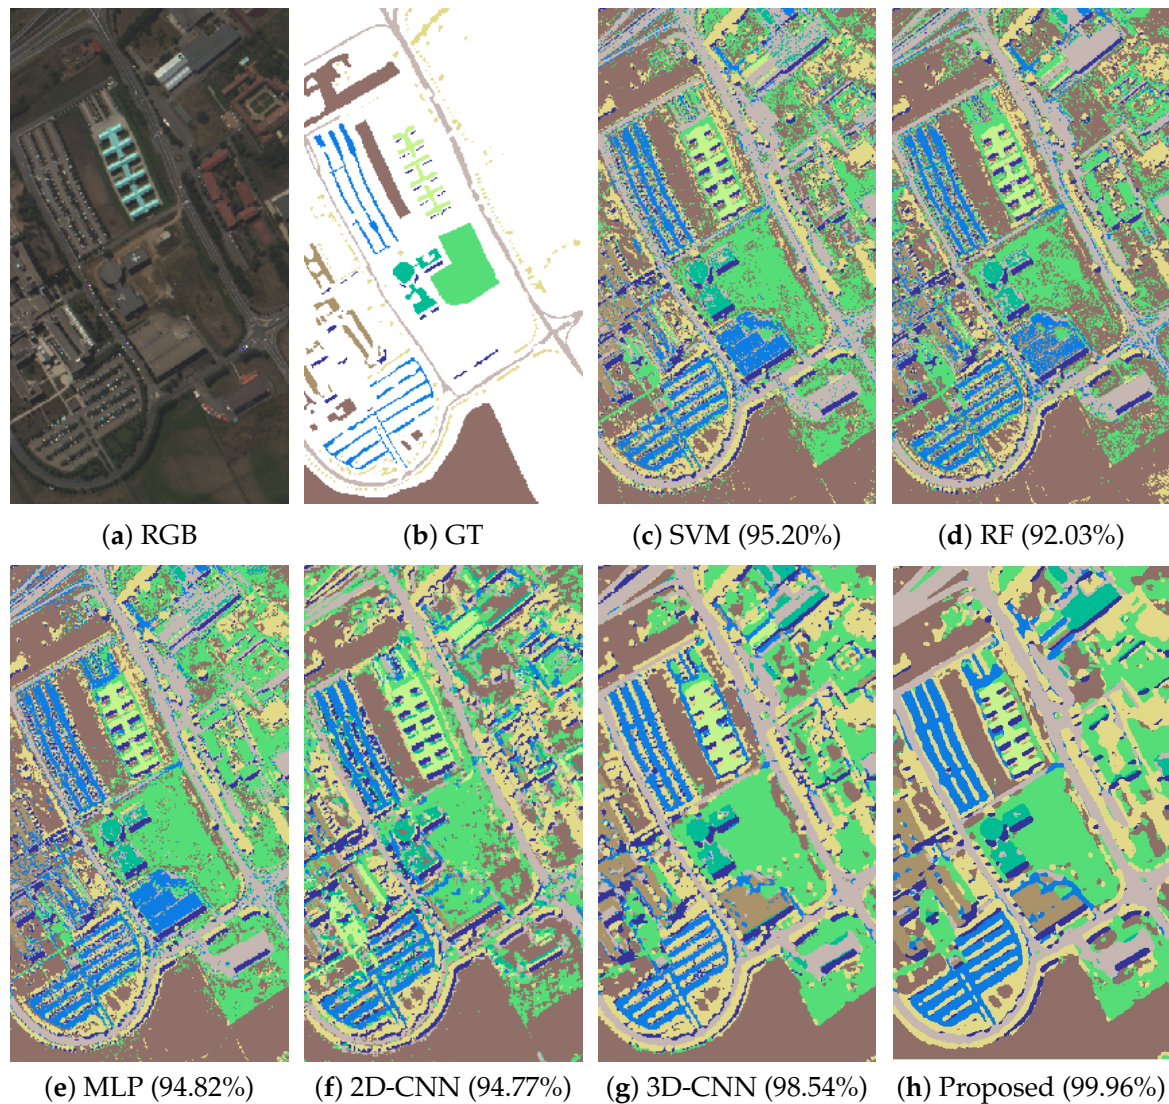 (a) RGB
(b) GT
(c) SVM (95.20%)
(d) RF (92.03%)
(e) MLP (94.82%)
(f) 2D-CNN (94.77%)
(g) 3D-CNN (98.54%)
(h) Proposed (99.96%)